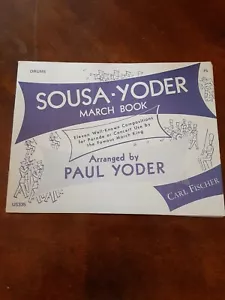 DRUMS
SOUSA-YODER
MARCH BOOK
Eleven Well-Known Compositions
for Parade or Concert Use By
the Famous March King
Arranged by
PAUL YODER
CARL FISCHER